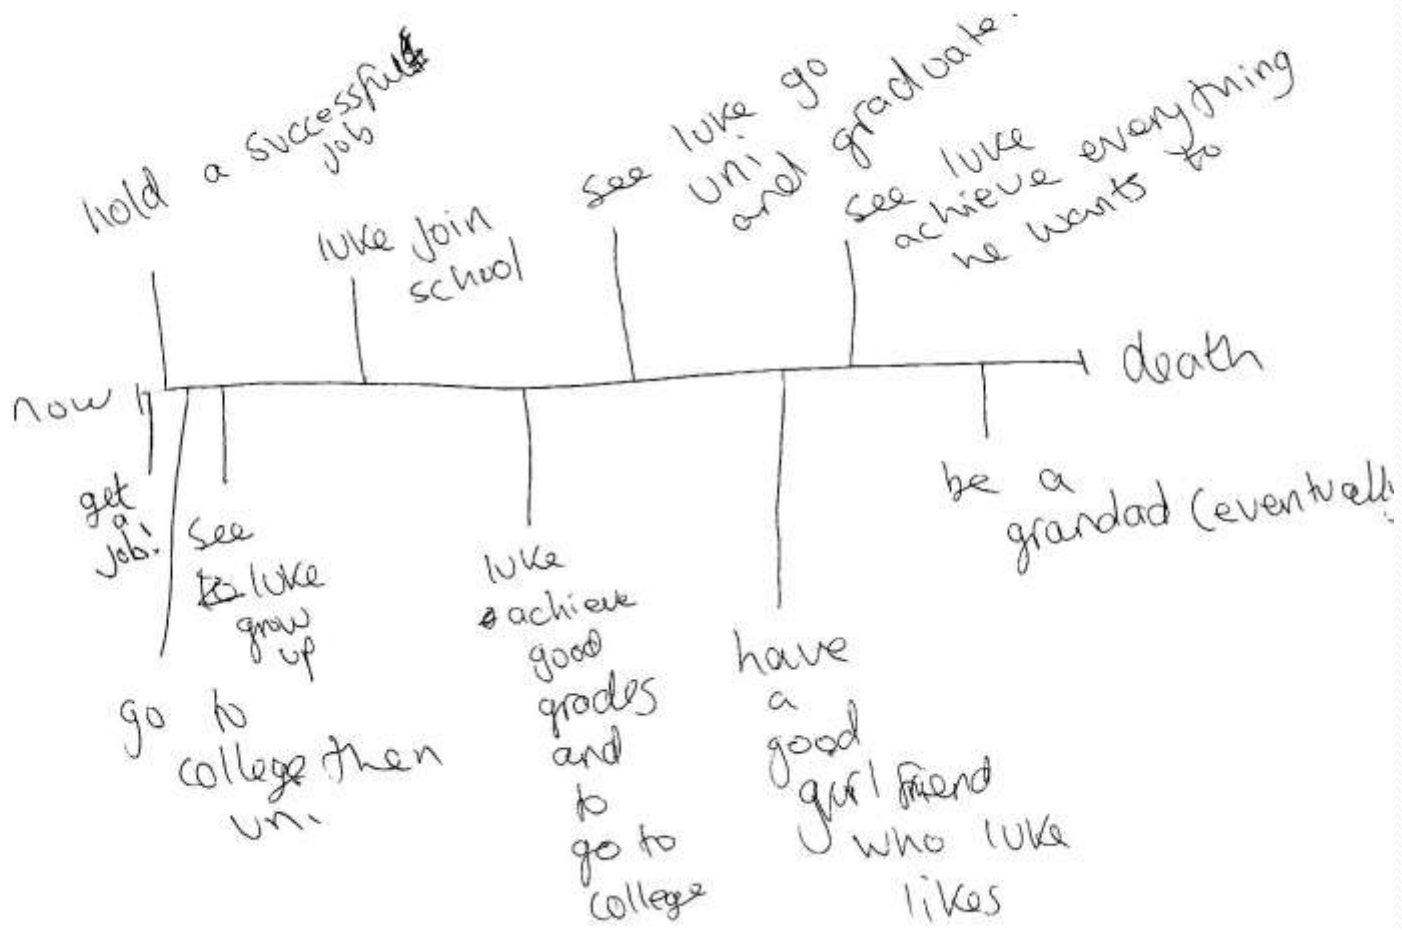 hold a successful
job
luke join
school
see luke go
uni
and graduate.
see luke
achieve everything
he wants to
now
death
get
a
job!
see
to luke
grow
up
go to
college then
uni
luke
achieve
good
grades
and
to
go to
college
have
a
good
girlfriend
who luke
likes
be a
grandad (eventually